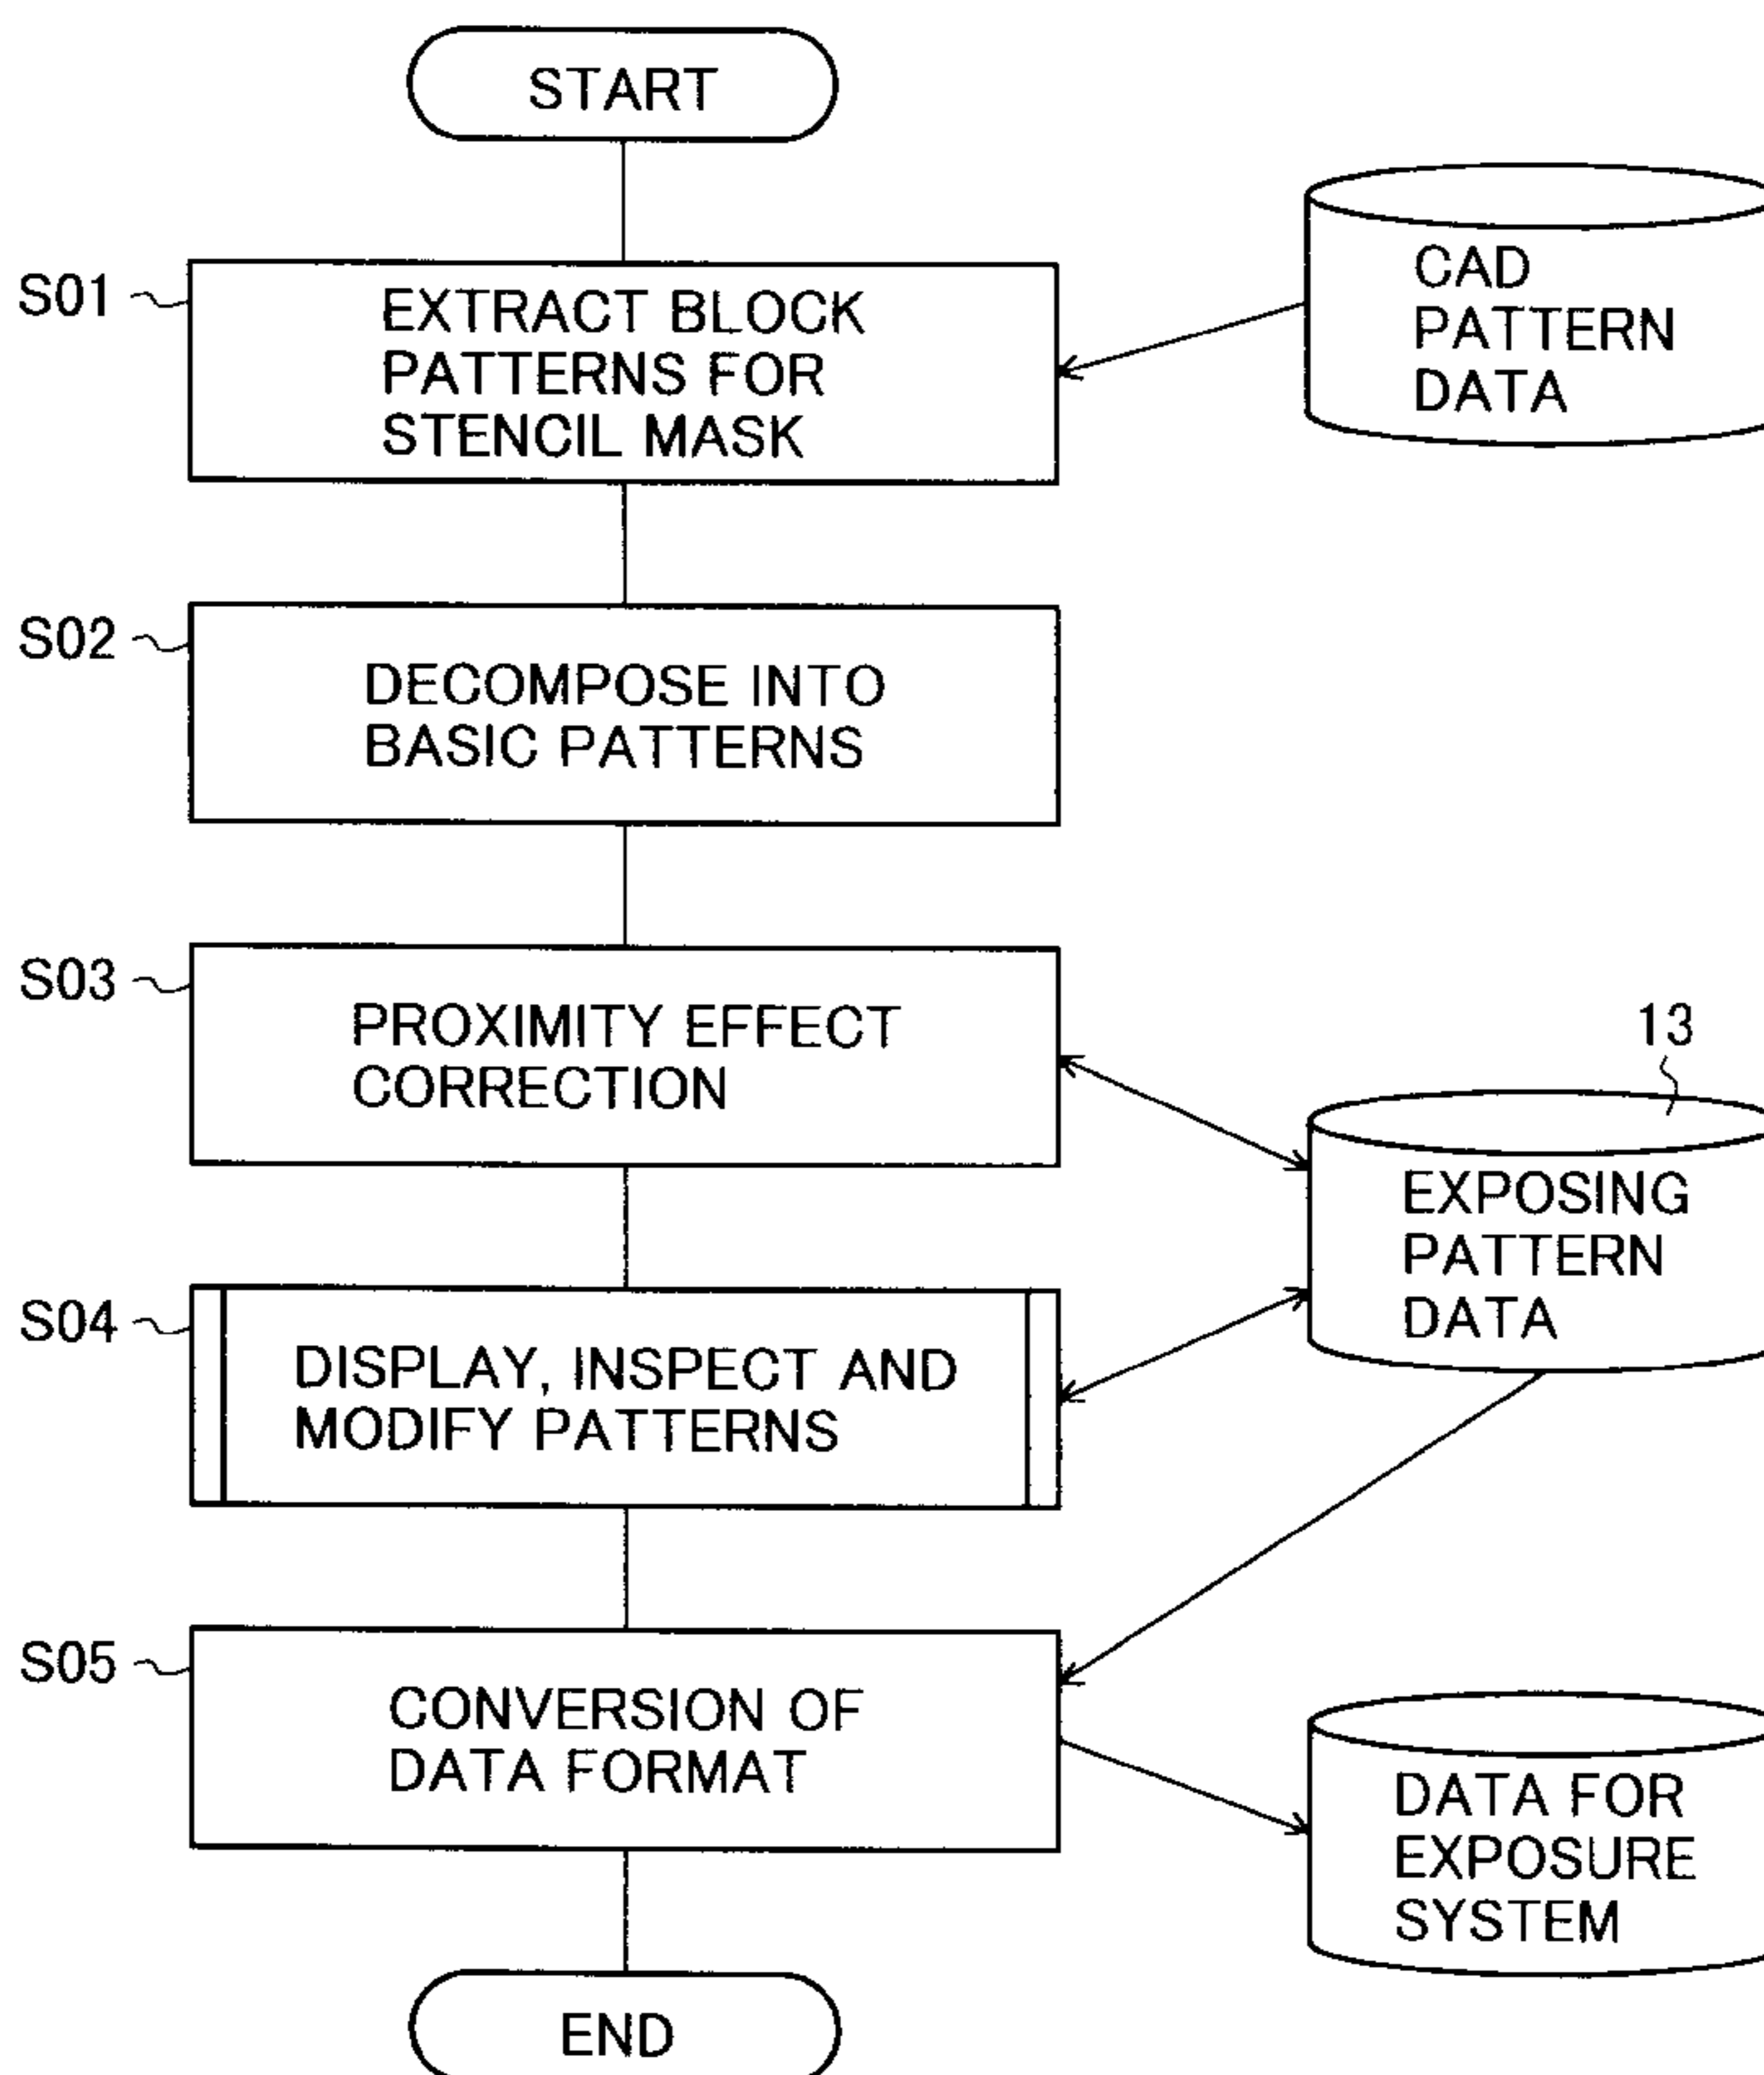 START
S01
EXTRACT BLOCK
PATTERNS FOR
STENCIL MASK
CAD
PATTERN
DATA
S02
DECOMPOSE INTO
BASIC PATTERNS
S03
PROXIMITY EFFECT
CORRECTION
13
EXPOSING
PATTERN
DATA
S04
DISPLAY, INSPECT AND
MODIFY PATTERNS
S05
CONVERSION OF
DATA FORMAT
DATA FOR
EXPOSURE
SYSTEM
END